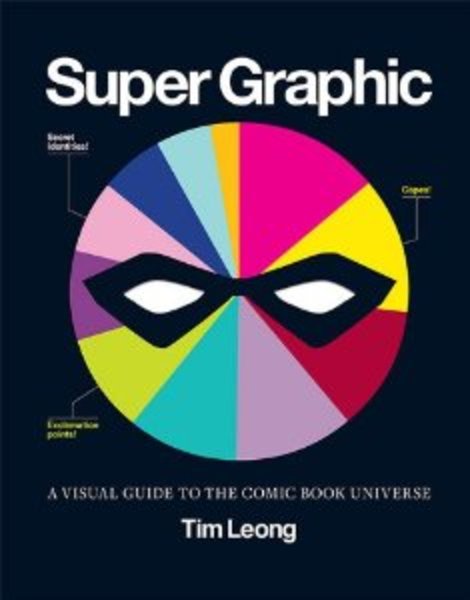 Super Graphic
Secret
identities!
Capes!
Exclamation
points!
A VISUAL GUIDE TO THE COMIC BOOK UNIVERSE
Tim Leong